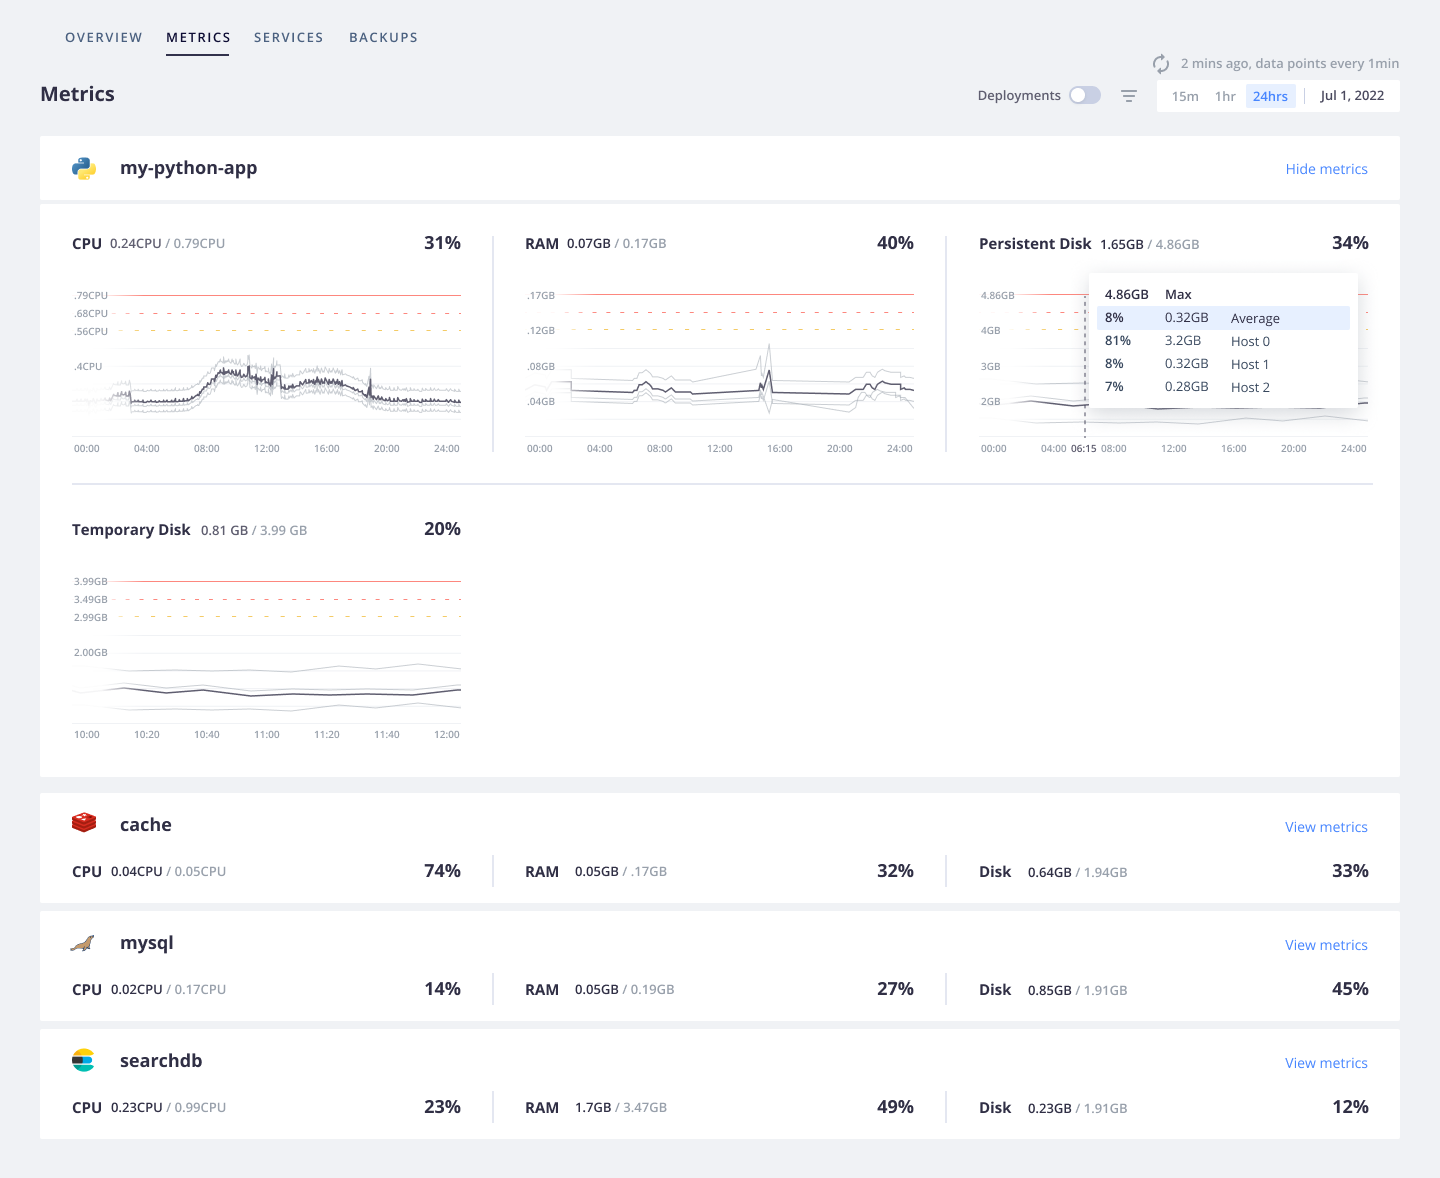 OVERVIEW METRICS SERVICES BACKUPS
2 mins ago, data points every 1min
Metrics
Deployments 15m 1hr 24hrs Jul 1, 2022
my-python-app Hide metrics
CPU 0.24CPU / 0.79CPU 31%
.79CPU
.68CPU
.56CPU
.4CPU
00:00 04:00 08:00 12:00 16:00 20:00 24:00
RAM 0.07GB / 0.17GB 40%
.17GB
.12GB
.08GB
.04GB
00:00 04:00 08:00 12:00 16:00 20:00 24:00
Persistent Disk 1.65GB / 4.86GB 34%
4.86GB
4GB
3GB
2GB
4.86GB Max
8% 0.32GB Average
81% 3.2GB Host 0
8% 0.32GB Host 1
7% 0.28GB Host 2
00:00 04:00 06:15 08:00 12:00 16:00 20:00 24:00
Temporary Disk 0.81 GB / 3.99 GB 20%
3.99GB
3.49GB
2.99GB
2.00GB
10:00 10:20 10:40 11:00 11:20 11:40 12:00
cache View metrics
CPU 0.04CPU / 0.05CPU 74% RAM 0.05GB / .17GB 32% Disk 0.64GB / 1.94GB 33%
mysql View metrics
CPU 0.02CPU / 0.17CPU 14% RAM 0.05GB / 0.19GB 27% Disk 0.85GB / 1.91GB 45%
searchdb View metrics
CPU 0.23CPU / 0.99CPU 23% RAM 1.7GB / 3.47GB 49% Disk 0.23GB / 1.91GB 12%